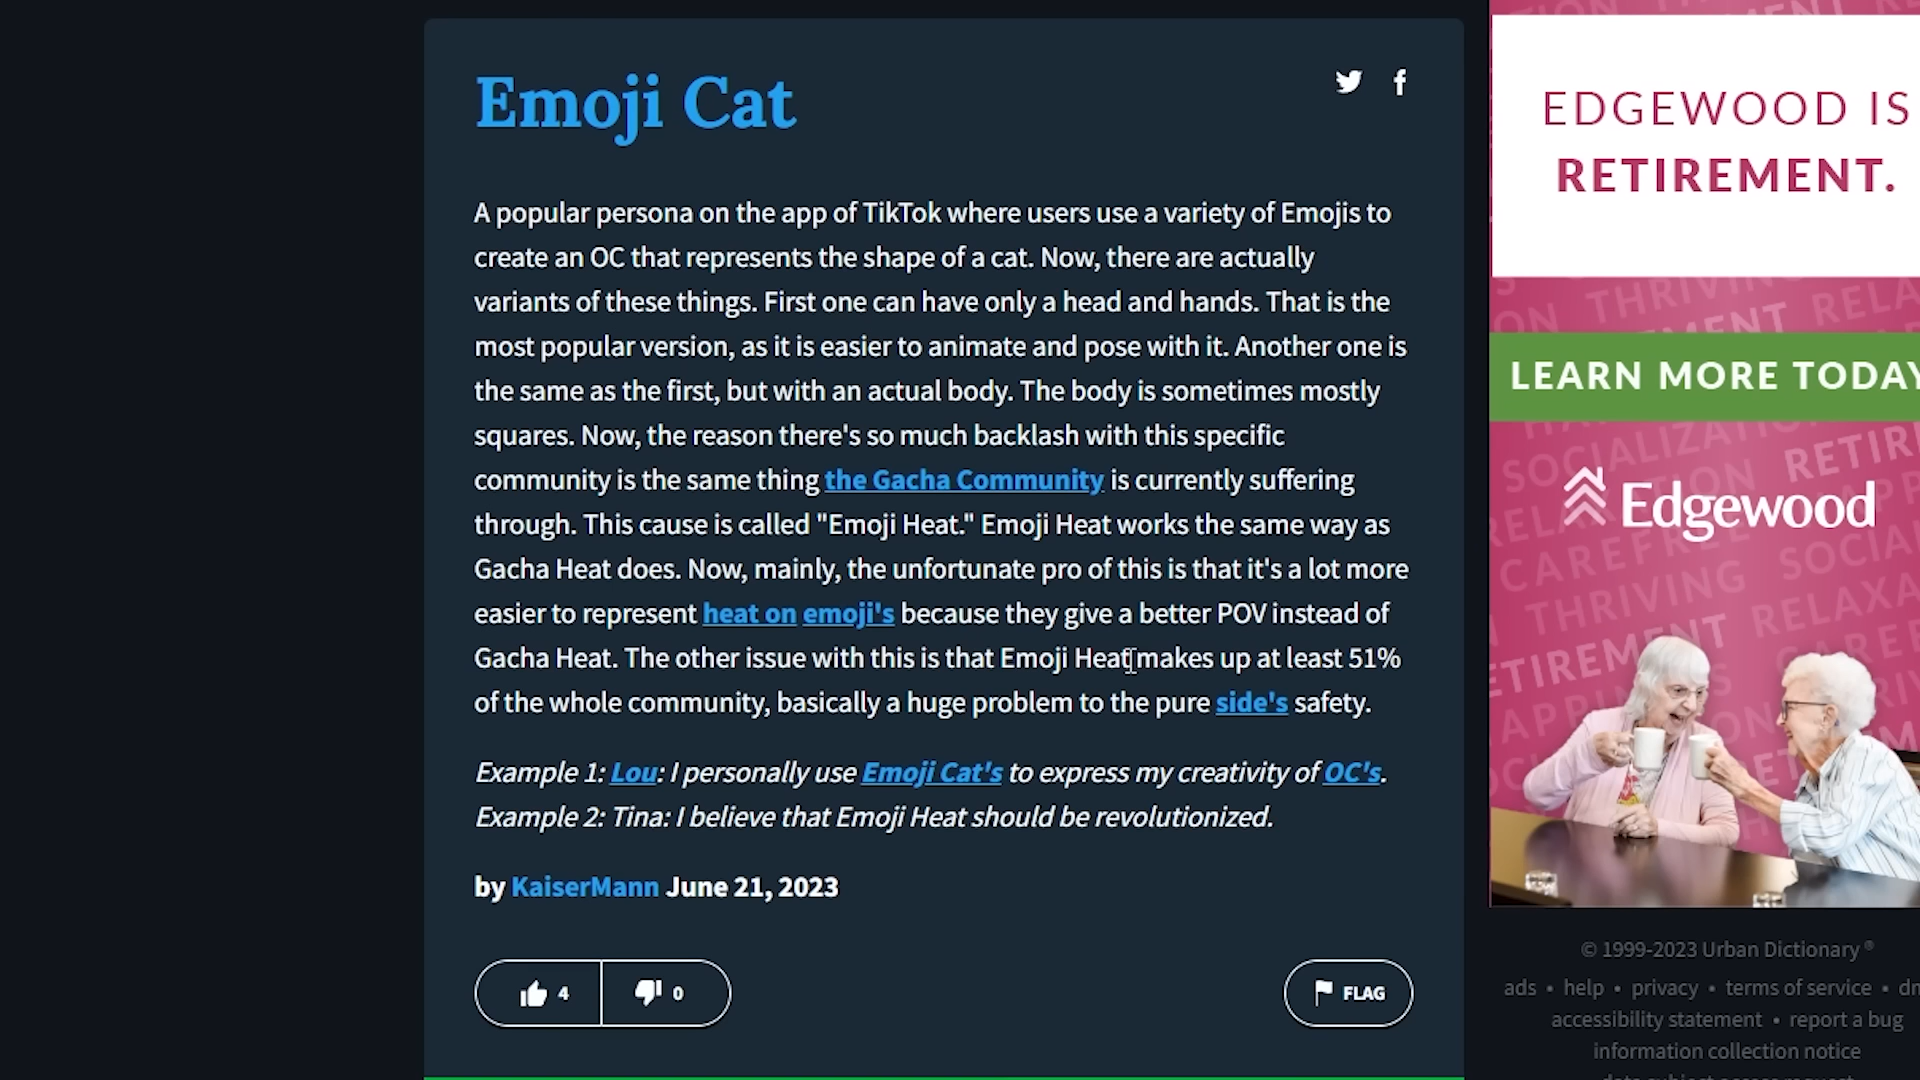 Emoji Cat
A popular persona on the app of TikTok where users use a variety of Emojis to
create an OC that represents the shape of a cat. Now, there are actually
variants of these things. First one can have only a head and hands. That is the
most popular version, as it is easier to animate and pose with it. Another one is
the same as the first, but with an actual body. The body is sometimes mostly
squares. Now, the reason there's so much backlash with this specific
community is the same thing the Gacha Community is currently suffering
through. This cause is called "Emoji Heat." Emoji Heat works the same way as
Gacha Heat does. Now, mainly, the unfortunate pro of this is that it's a lot more
easier to represent heat on emoji's because they give a better POV instead of
Gacha Heat. The other issue with this is that Emoji Heat makes up at least 51%
of the whole community, basically a huge problem to the pure side's safety.
Example 1: Lou: I personally use Emoji Cat's to express my creativity of OC's.
Example 2: Tina: I believe that Emoji Heat should be revolutionized.
by KaiserMann June 21, 2023
4 0
FLAG
EDGEWOOD IS
RETIREMENT.
LEARN MORE TODAY
Edgewood
© 1999-2023 Urban Dictionary ®
ads • help • privacy • terms of service •
accessibility statement • report a bug
information collection notice